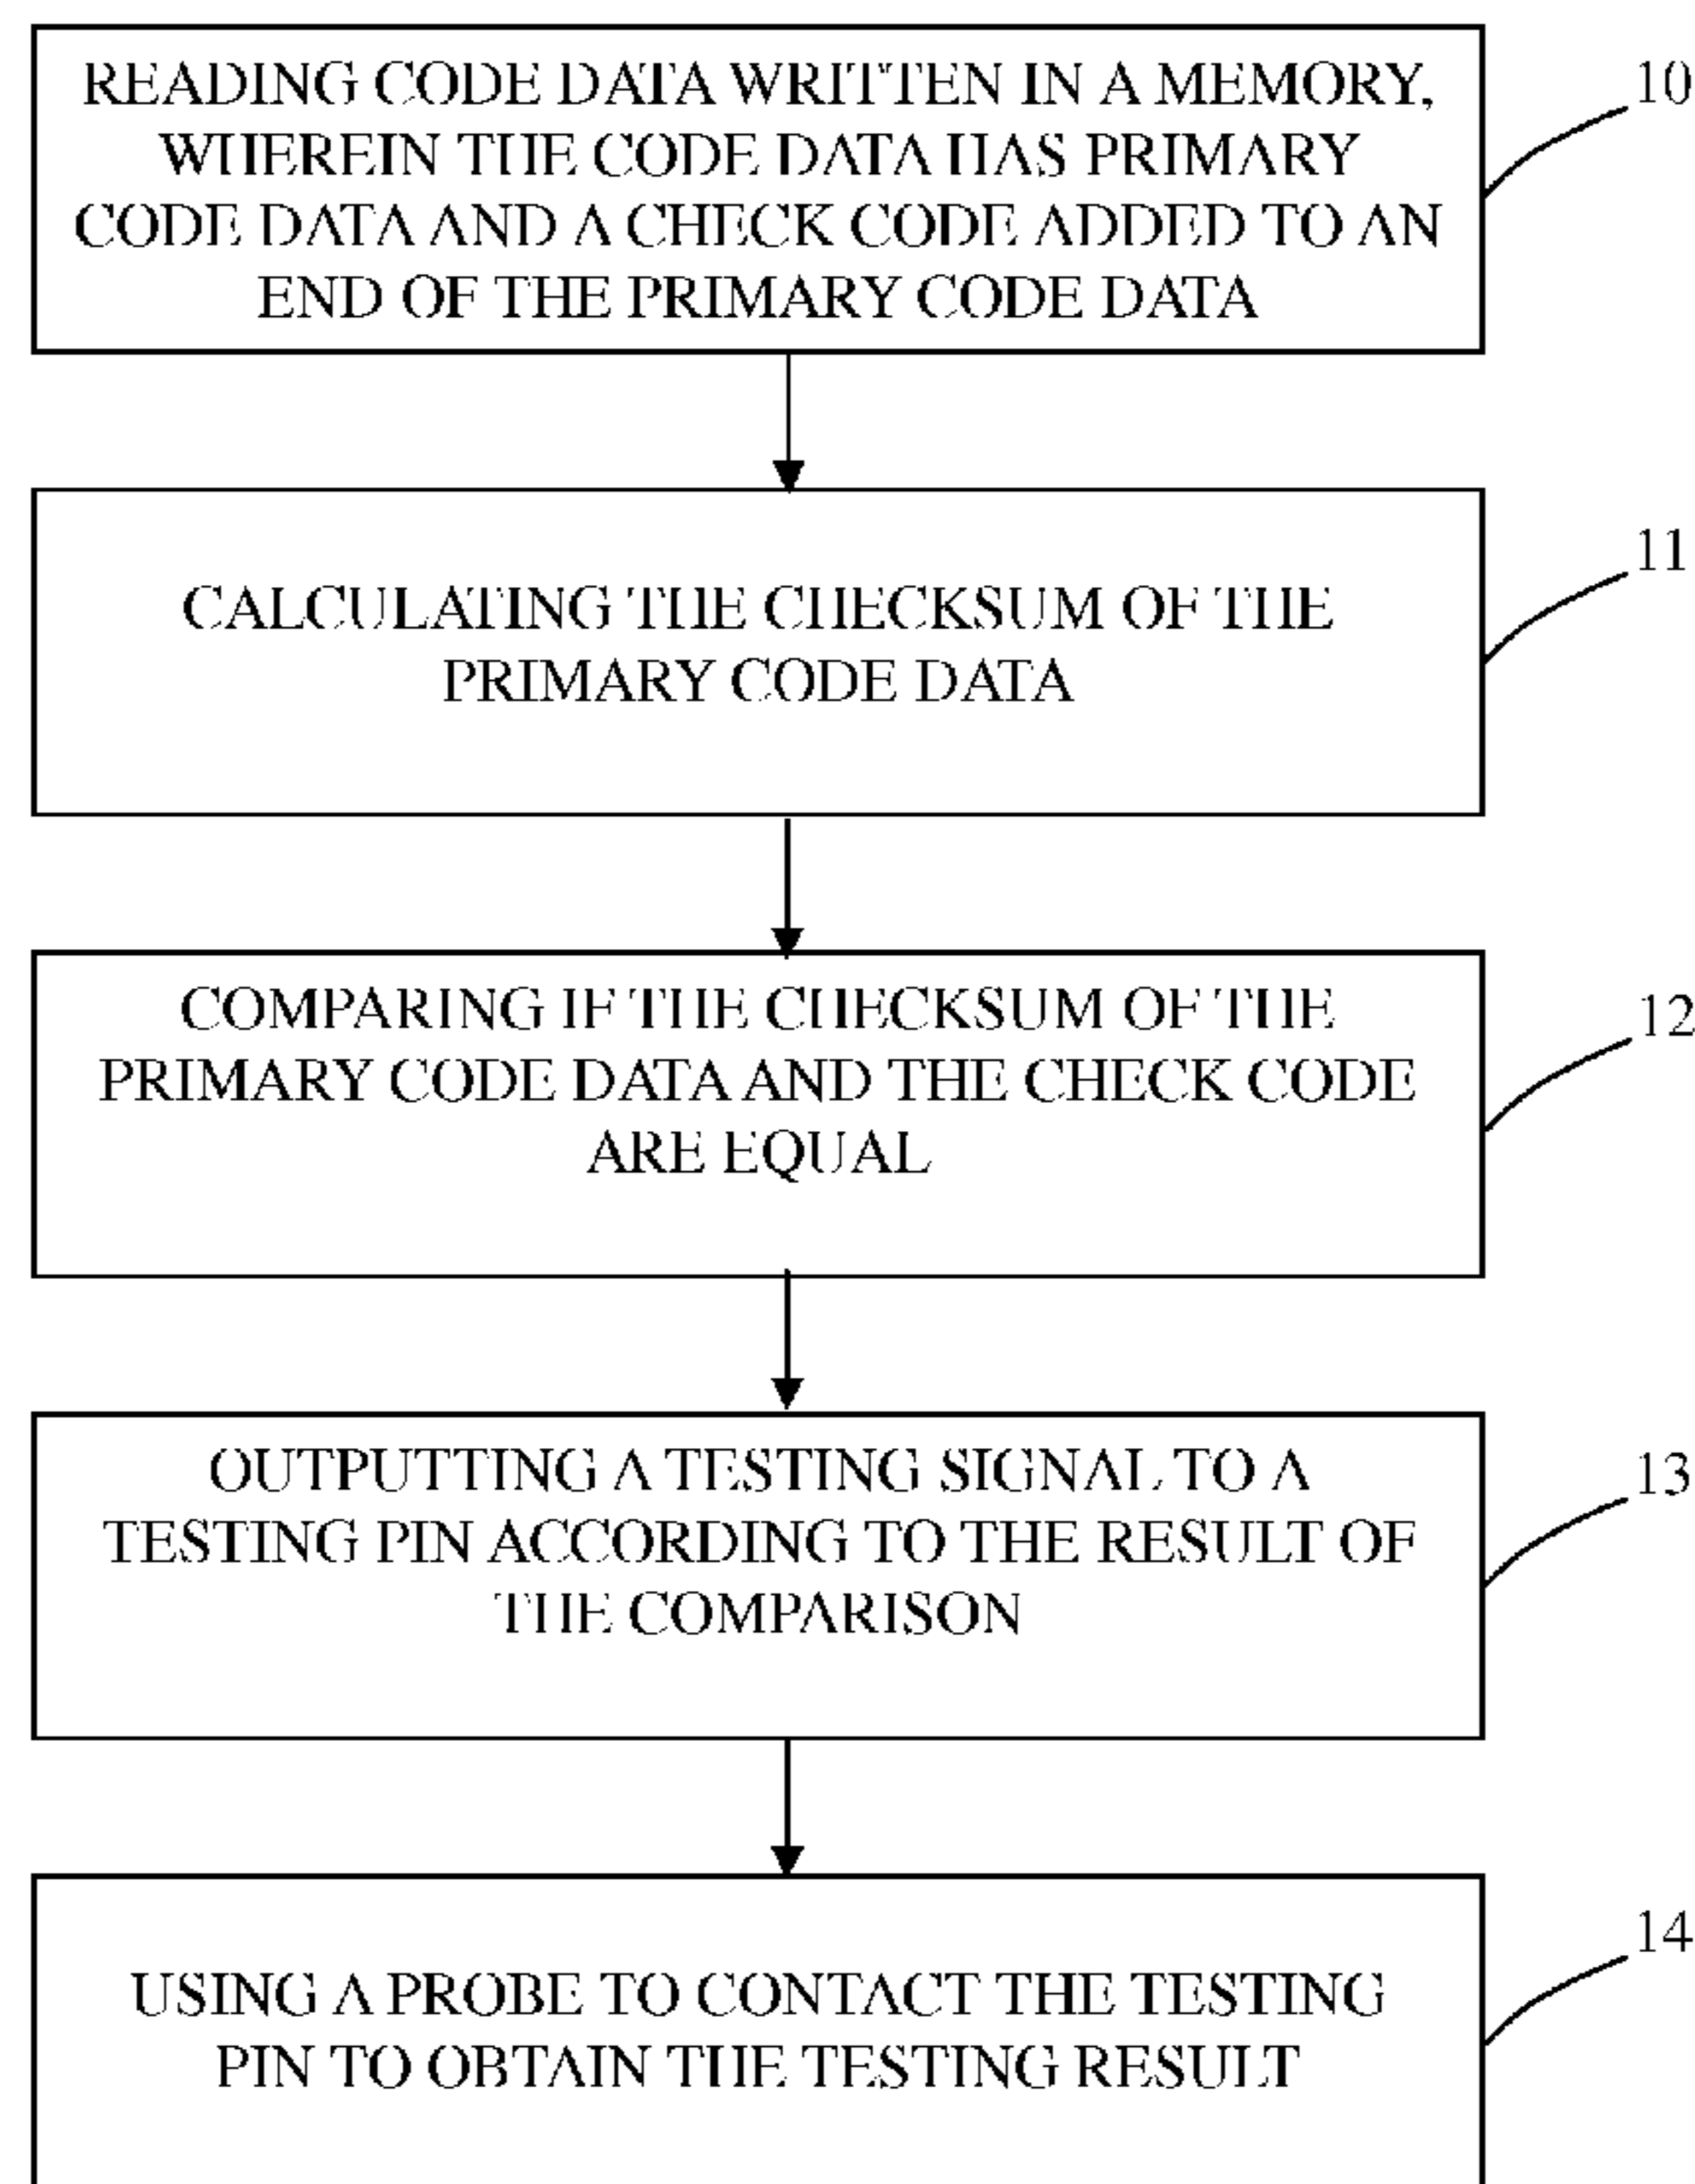 READING CODE DATA WRITTEN IN A MEMORY,
WHEREIN THE CODE DATA HAS PRIMARY
CODE DATA AND A CHECK CODE ADDED TO AN
END OF THE PRIMARY CODE DATA
10
CALCULATING THE CHECKSUM OF THE
PRIMARY CODE DATA
11
COMPARING IF THE CHECKSUM OF THE
PRIMARY CODE DATA AND THE CHECK CODE
ARE EQUAL
12
OUTPUTTING A TESTING SIGNAL TO A
TESTING PIN ACCORDING TO THE RESULT OF
THE COMPARISON
13
USING A PROBE TO CONTACT THE TESTING
PIN TO OBTAIN THE TESTING RESULT
14